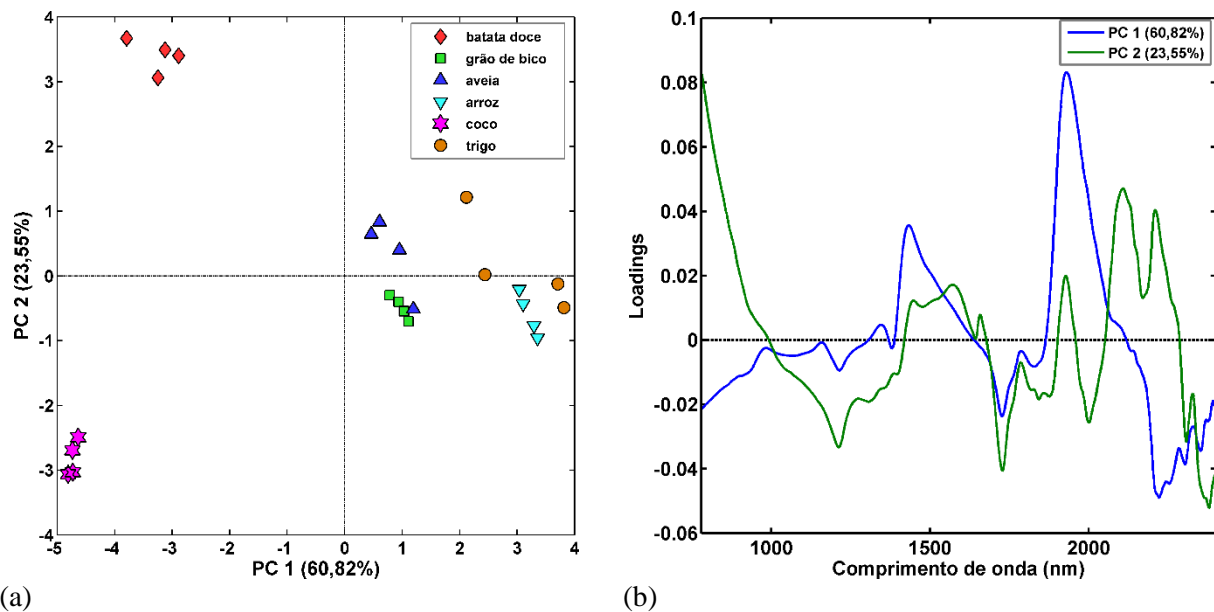 4
3
2
1
0
-1
-2
-3
-4
PC 2 (23,55%)
batata doce
grão de bico
aveia
arroz
coco
trigo
-5 -4 -3 -2 -1 0 1 2 3 4
PC 1 (60,82%)
(a)
0.1
0.08
0.06
0.04
0.02
0
-0.02
-0.04
-0.06
Loadings
PC 1 (60,82%)
PC 2 (23,55%)
1000 1500 2000
Comprimento de onda (nm)
(b)